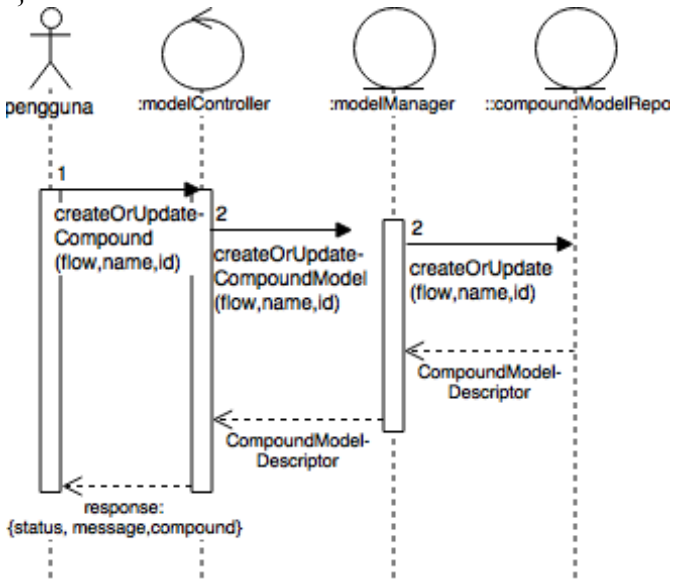 pengguna
:modelController
:modelManager
::compoundModelRepo
1
createOrUpdate-
Compound
(flow,name,id)
2
createOrUpdate-
CompoundModel
(flow,name,id)
2
createOrUpdate
(flow,name,id)
CompoundModel-
Descriptor
CompoundModel-
Descriptor
response:
{status, message,compound}